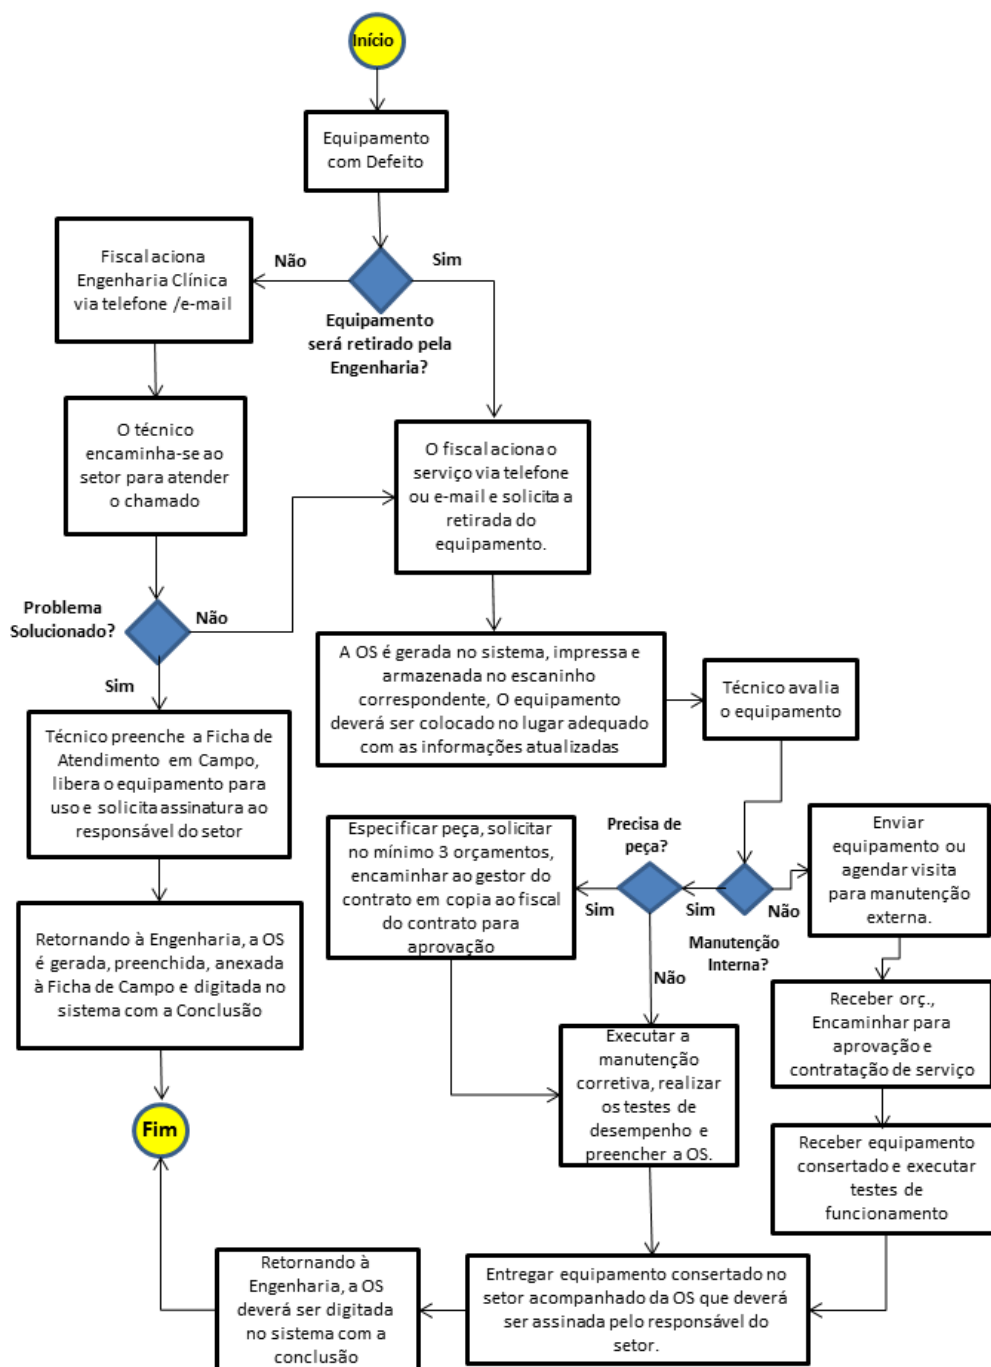 Início
Equipamento
com Defeito
Fiscal aciona
Engenharia Clínica
via telefone /e-mail
Não
Sim
Equipamento
será retirado pela
Engenharia?
O técnico
encaminha-se ao
setor para atender
o chamado
O fiscal aciona o
serviço via telefone
ou e-mail e solicita a
retirada do
equipamento.
Problema
Solucionado?
Não
Sim
A OS é gerada no sistema, impressa e
armazenada no escaninho
correspondente, O equipamento
deverá ser colocado no lugar adequado
com as informações atualizadas
Técnico avalia
o equipamento
Técnico preenche a Ficha de
Atendimento em Campo,
libera o equipamento para
uso e solicita assinatura ao
responsável do setor
Especificar peça, solicitar
no mínimo 3 orçamentos,
encaminhar ao gestor do
contrato em copia ao fiscal
do contrato para
aprovação
Precisa de
peça?
Sim
Sim
Não
Manutenção
Interna?
Não
Enviar
equipamento ou
agendar visita
para manutenção
externa.
Retornando à Engenharia, a OS
é gerada, preenchida, anexada
à Ficha de Campo e digitada no
sistema com a Conclusão
Receber orç.,
Encaminhar para
aprovação e
contratação de serviço
Executar a
manutenção
corretiva, realizar
os testes de
desempenho e
preencher a OS.
Fim
Receber equipamento
consertado e executar
testes de
funcionamento
Retornando à
Engenharia, a OS
deverá ser digitada
no sistema com a
conclusão
Entregar equipamento consertado no
setor acompanhado da OS que deverá
ser assinada pelo responsável do
setor.